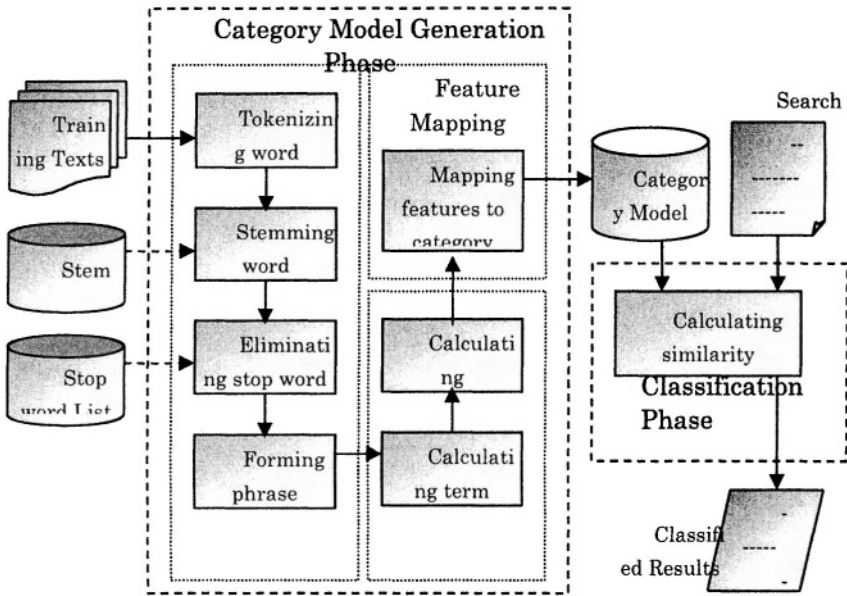 Category Model Generation
Phase
Train
ing Texts
Tokenizin
g word
Feature
Mapping
Search
Mapping
features to
category
Categor
y Model
Stem
Stemming
word
Stop
word List
Eliminati
ng stop word
Calculati
ng
Calculating
similarity
Classification
Phase
Forming
phrase
Calculati
ng term
Classifi
ed Results